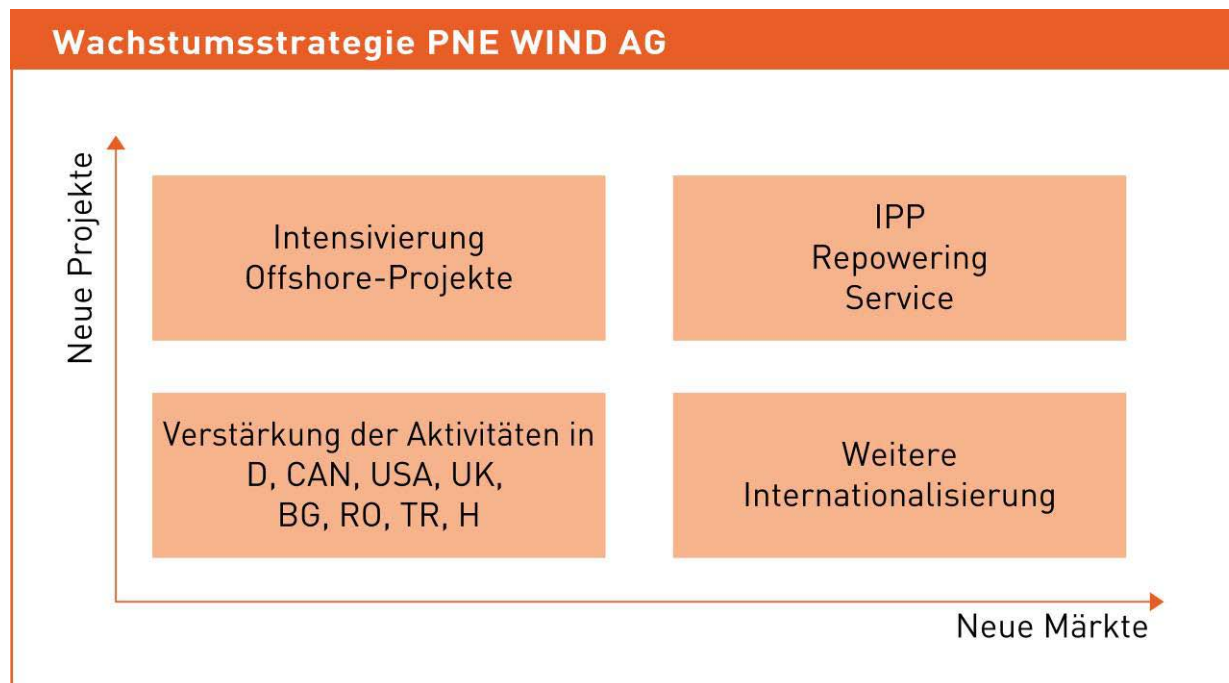 Wachstumsstrategie PNE WIND AG
Neue Projekte
Intensivierung
Offshore-Projekte
IPP
Repowering
Service
Verstärkung der Aktivitäten in
D, CAN, USA, UK,
BG, RO, TR, H
Weitere
Internationalisierung
Neue Märkte